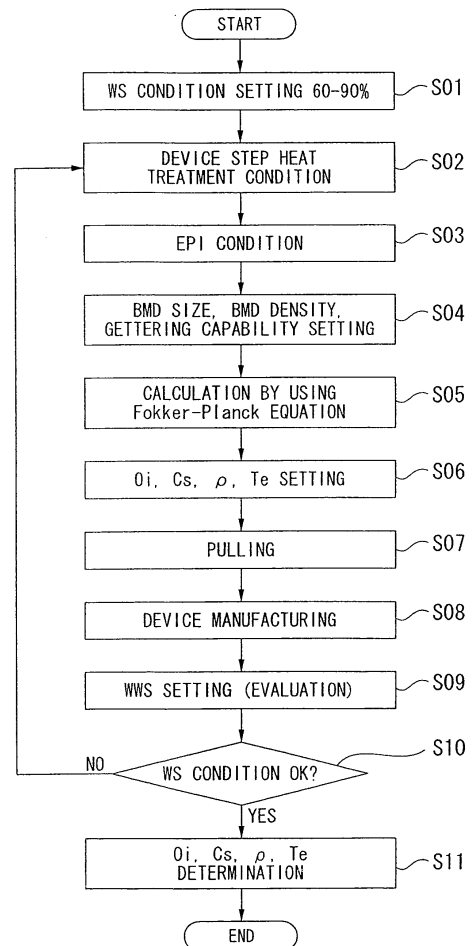 START
WS CONDITION SETTING 60-90%
S01
DEVICE STEP HEAT
TREATMENT CONDITION
S02
EPI CONDITION
S03
BMD SIZE, BMD DENSITY,
GETTERING CAPABILITY SETTING
S04
CALCULATION BY USING
Fokker-Planck EQUATION
S05
Oi, Cs, ρ, Te SETTING
S06
PULLING
S07
DEVICE MANUFACTURING
S08
WWS SETTING (EVALUATION)
S09
WS CONDITION OK?
S10
NO
YES
Oi, Cs, ρ, Te
DETERMINATION
S11
END